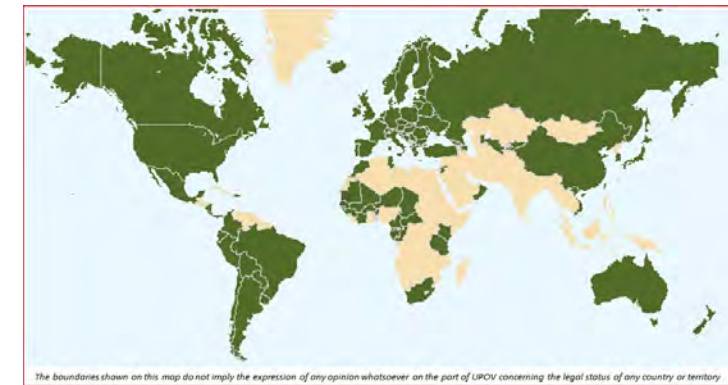 The boundaries shown on this map do not imply the expression of any opinion whatsoever on the part of UPOV concerning the legal status of any country or territory